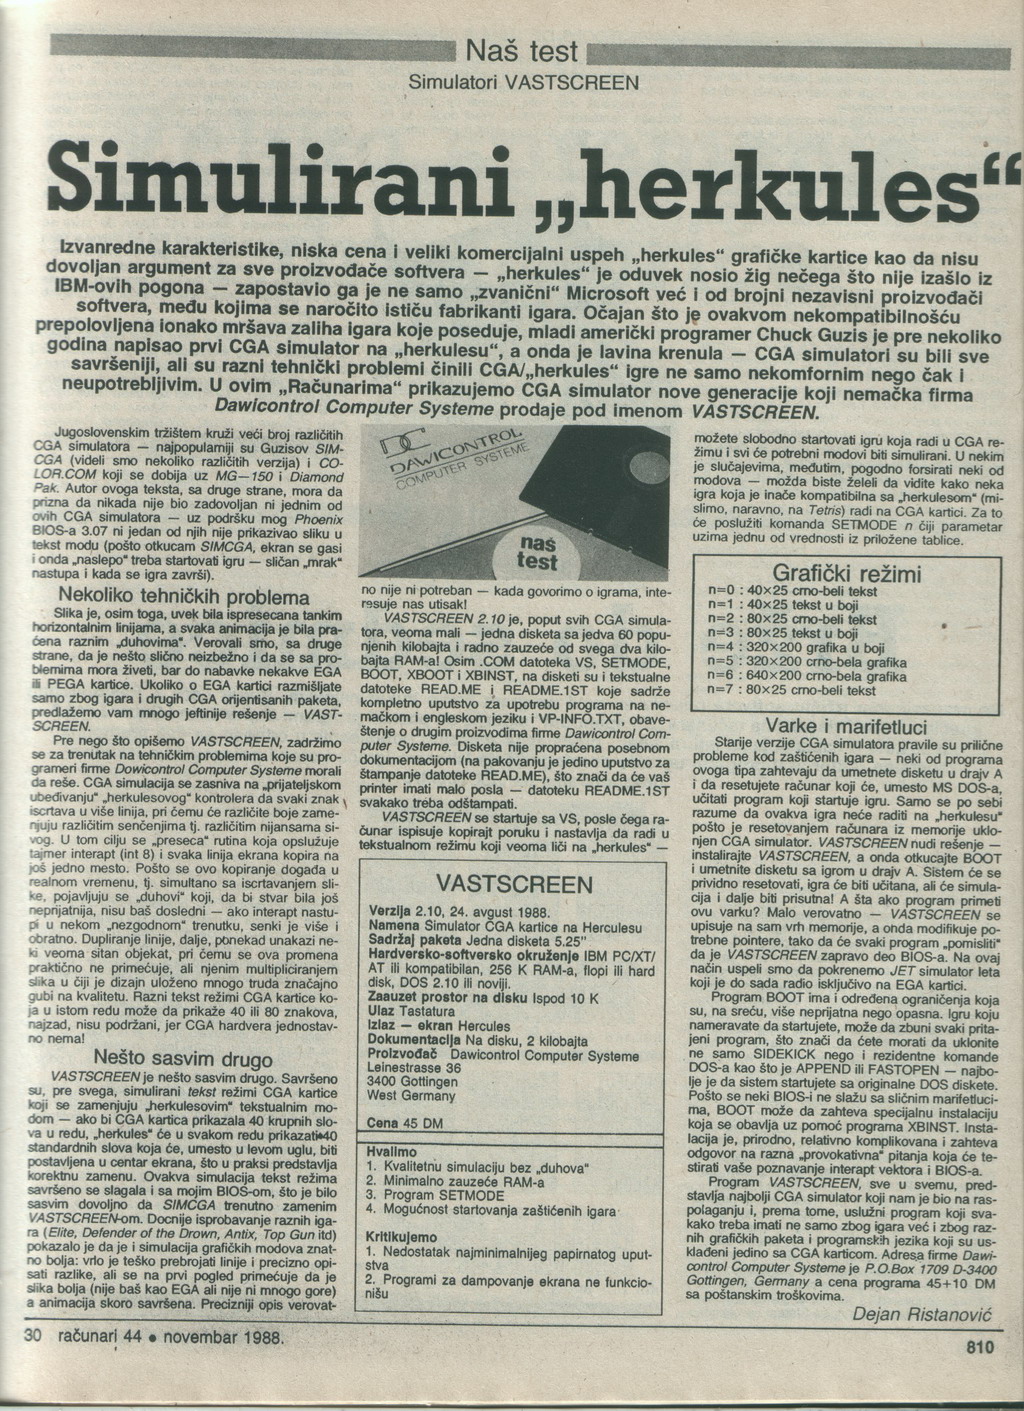 Naš test
Simulatori VASTSCREEN
Simulirani „herkules“
Izvanredne karakteristike, niska cena i veliki komercijalni uspeh „herkules“ grafičke kartice kao da nisu
dovoljan argument za sve proizvođače softvera — „herkules“ je oduvek nosio žig nečega što nije izašlo iz
IBM-ovih pogona — zapostavio ga je ne samo „zvanični“ Microsoft već i od brojni nezavisni proizvođači
softvera, među kojima se naročito ističu fabrikanti igara. Očajan što je ovakvom nekompatibilnošću
prepolovljena ionako mršava zaliha igara koje poseduje, mladi američki programer Chuck Guzis je pre nekoliko
godina napisao prvi CGA simulator na „herkulesu“, a onda je lavina krenula — CGA simulatori su bili sve
savršeniji, ali su razni tehnički problemi činili CGA/„herkules“ igre ne samo nekomfornim nego čak i
neupotrebljivim. U ovim „Računarima“ prikazujemo CGA simulator nove generacije koji nemačka firma
Dawicontrol Computer Systeme prodaje pod imenom VASTSCREEN.
Jugoslovenskim tržištem kruži veći broj različitih
CGA simulatora — najpopularniji su Guzisov SIM-
CGA (videli smo nekoliko različitih verzija) i CO-
LOR.COM koji se dobija uz MG—150 i Diamond
Pak. Autor ovoga teksta, sa druge strane, mora da
prizna da nikada nije bio zadovoljan ni jednim od
ovih CGA simulatora — uz podršku mog Phoenix
BIOS-a 3.07 ni jedan od njih nije prikazivao sliku u
tekst modu (pošto otkucam SIMCGA, ekran se gasi
i onda „naslepo“ treba startovati igru — sličan „mrak“
nastupa i kada se igra završi).
Nekoliko tehničkih problema
Slika je, osim toga, uvek bila ispresecana tankim
horizontalnim linijama, a svaka animacija je bila pra-
ćena raznim „duhovima“. Verovali smo, sa druge
strane, da je nešto slično neizbežno i da se sa pro-
blemima mora živeti, bar do nabavke nekakve EGA
ili PEGA kartice. Ukoliko o EGA kartici razmišljate
samo zbog igara i drugih CGA orijentisanih paketa,
predlažemo vam mnogo jeftinije rešenje — VAST-
SCREEN.
Pre nego što opišemo VASTSCREEN, zadržimo
se za trenutak na tehničkim problemima koje su pro-
grameri firme Dowicontrol Computer Systeme morali
da reše. CGA simulacija se zasniva na „prijateljskom
ubeđivanju“ „herkulesovog“ kontrolera da svaki znak
iscrtava u više linija, pri čemu će različite boje zame-
njuju različitim senčenjima tj. različitim nijansama si-
vog. U tom cilju se „preseca“ rutina koja opslužuje
tajmer interapt (int 8) i svaka linija ekrana kopira na
još jedno mesto. Pošto se ovo kopiranje događa u
realnom vremenu, tj. simultano sa iscrtavanjem sli-
ke, pojavljuju se „duhovi“ koji, da bi stvar bila još
neprijatnija, nisu baš dosledni — ako interapt nastu-
pi u nekom „nezgodnom“ trenutku, senki je više i
obratno. Dupliranje linije, dalje, ponekad unakazi ne-
ki veoma sitan objekat, pri čemu se ova promena
praktično ne primećuje, ali njenim multipliciranjem
slika u čiji je dizajn uloženo mnogo truda značajno
gubi na kvalitetu. Razni tekst režimi CGA kartice ko-
ja u istom redu može da prikaže 40 ili 80 znakova,
najzad, nisu podržani, jer CGA hardvera jednostav-
no nema!
Nešto sasvim drugo
VASTSCREEN je nešto sasvim drugo. Savršeno
su, pre svega, simulirani tekst režimi CGA kartice
koji se zamenjuju „herkulesovim“ tekstualnim mo-
dom — ako bi CGA kartica prikazala 40 krupnih slo-
va u redu, „herkules“ će u svakom redu prikazati 40
standardnih slova koja će, umesto u levom uglu, biti
postavljena u centar ekrana, što u praksi predstavlja
korektnu zamenu. Ovakva simulacija tekst režima
savršeno se slagala i sa mojim BIOS-om, što je bilo
sasvim dovoljno da SIMCGA trenutno zamenim
VASTSCREEN-om. Docnije isprobavanje raznih iga-
ra (Elite, Defender of the Drown, Antix, Top Gun itd)
pokazalo je da je i simulacija grafičkih modova znat-
no bolja: vrlo je teško prebrojati linije i precizno opi-
sati razlike, ali se na prvi pogled primećuje da je
slika bolja (nije baš kao EGA ali nije ni mnogo gore)
a animacija skoro savršena. Precizniji opis verovat-
DC
DAWICONTROL
COMPUTER SYSTEME
naš
test
no nije ni potreban — kada govorimo o igrama, inte-
resuje nas utisak!
VASTSCREEN 2.10 je, poput svih CGA simula-
tora, veoma mali — jedna disketa sa jedva 60 popu-
njenih kilobajta i radno zauzeće od svega dva kilo-
bajta RAM-a! Osim .COM datoteka VS, SETMODE,
BOOT, XBOOT i XBINST, na disketi su i tekstualne
datoteke READ.ME i README.1ST koje sadrže
kompletno uputstvo za upotrebu programa na ne-
mačkom i engleskom jeziku i VP-INFO.TXT, obave-
štenje o drugim proizvodima firme Dawicontrol Com-
puter Systeme. Disketa nije propraćena posebnom
dokumentacijom (na pakovanju je jedino uputstvo za
štampanje datoteke READ.ME), što znači da će vaš
printer imati malo posla — datoteku README.1ST
svakako treba odštampati.
VASTSCREEN se startuje sa VS, posle čega ra-
čunar ispisuje kopirajt poruku i nastavlja da radi u
tekstualnom režimu koji veoma liči na „herkules“ —
VASTSCREEN
Verzija 2.10, 24. avgust 1988.
Namena Simulator CGA kartice na Herculesu
Sadržaj paketa Jedna disketa 5.25"
Hardversko-softversko okruženje IBM PC/XT/
AT ili kompatibilan, 256 K RAM-a, flopi ili hard
disk, DOS 2.10 ili noviji.
Zaauzet prostor na disku Ispod 10 K
Ulaz Tastatura
Izlaz — ekran Hercules
Dokumentacija Na disku, 2 kilobajta
Proizvođač Dawicontrol Computer Systeme
Leinestrasse 36
3400 Gottingen
West Germany
Cena 45 DM
Hvalimo
1. Kvalitetnu simulaciju bez „duhova“
2. Minimalno zauzeće RAM-a
3. Program SETMODE
4. Mogućnost startovanja zaštićenih igara
Kritikujemo
1. Nedostatak najminimalnijeg papirnatog uput-
stva
2. Programi za dampovanje ekrana ne funkcio-
nišu
možete slobodno startovati igru koja radi u CGA re-
žimu i svi će potrebni modovi biti simulirani. U nekim
je slučajevima, međutim, pogodno forsirati neki od
modova — možda biste želeli da vidite kako neka
igra koja je inače kompatibilna sa „herkulesom“ (mi-
slimo, naravno, na Tetris) radi na CGA kartici. Za to
će poslužiti komanda SETMODE n čiji parametar
uzima jednu od vrednosti iz priložene tablice.
Grafički režimi
n=0 : 40×25 crno-beli tekst
n=1 : 40×25 tekst u boji
n=2 : 80×25 crno-beli tekst
n=3 : 80×25 tekst u boji
n=4 : 320×200 grafika u boji
n=5 : 320×200 crno-bela grafika
n=6 : 640×200 crno-bela grafika
n=7 : 80×25 crno-beli tekst
Varke i marifetluci
Starije verzije CGA simulatora pravile su prilične
probleme kod zaštićenih igara — neki od programa
ovoga tipa zahtevaju da umetnete disketu u drajv A
i da resetujete računar koji će, umesto MS DOS-a,
učitati program koji startuje igru. Samo se po sebi
razume da ovakva igra neće raditi na „herkulesu“
pošto je resetovanjem računara iz memorije uklo-
njen CGA simulator. VASTSCREEN nudi rešenje —
instalirajte VASTSCREEN, a onda otkucajte BOOT
i umetnite disketu sa igrom u drajv A. Sistem će se
prividno resetovati, igra će biti učitana, ali će simula-
cija i dalje biti prisutna! A šta ako program primeti
ovu varku? Malo verovatno — VASTSCREEN se
upisuje na sam vrh memorije, a onda modifikuje po-
trebne pointere, tako da će svaki program „pomisliti“
da je VASTSCREEN zapravo deo BIOS-a. Na ovaj
način uspeli smo da pokrenemo JET simulator leta
koji je do sada radio isključivo na EGA kartici.
Program BOOT ima i određena ograničenja koja
su, na sreću, više neprijatna nego opasna. Igru koju
nameravate da startujete, može da zbuni svaki prita-
jeni program, što znači da ćete morati da uklonite
ne samo SIDEKICK nego i rezidentne komande
DOS-a kao što je APPEND ili FASTOPEN — najbo-
lje je da sistem startujete sa originalne DOS diskete.
Pošto se neki BIOS-i ne slažu sa sličnim marifetluci-
ma, BOOT može da zahteva specijalnu instalaciju
koja se obavlja uz pomoć programa XBINST. Insta-
lacija je, prirodno, relativno komplikovana i zahteva
odgovor na razna „provokativna“ pitanja koja će te-
stirati vaše poznavanje interapt vektora i BIOS-a.
Program VASTSCREEN, sve u svemu, pred-
stavlja najbolji CGA simulator koji nam je bio na ras-
polaganju i, prema tome, uslužni program koji sva-
kako treba imati ne samo zbog igara već i zbog raz-
nih grafičkih paketa i programskih jezika koji su us-
klađeni jedino sa CGA karticom. Adresa firme Dawi-
control Computer Systeme je P.O.Box 1709 D-3400
Gottingen, Germany a cena programa 45+10 DM
sa poštanskim troškovima.
Dejan Ristanović
30 računari 44 • novembar 1988.
810